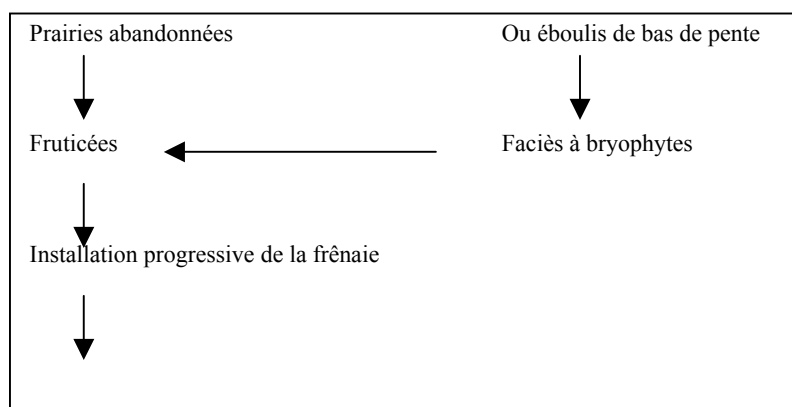 Prairies abandonnées
Ou éboulis de bas de pente
Fruticées
Faciès à bryophytes
Installation progressive de la frênaie